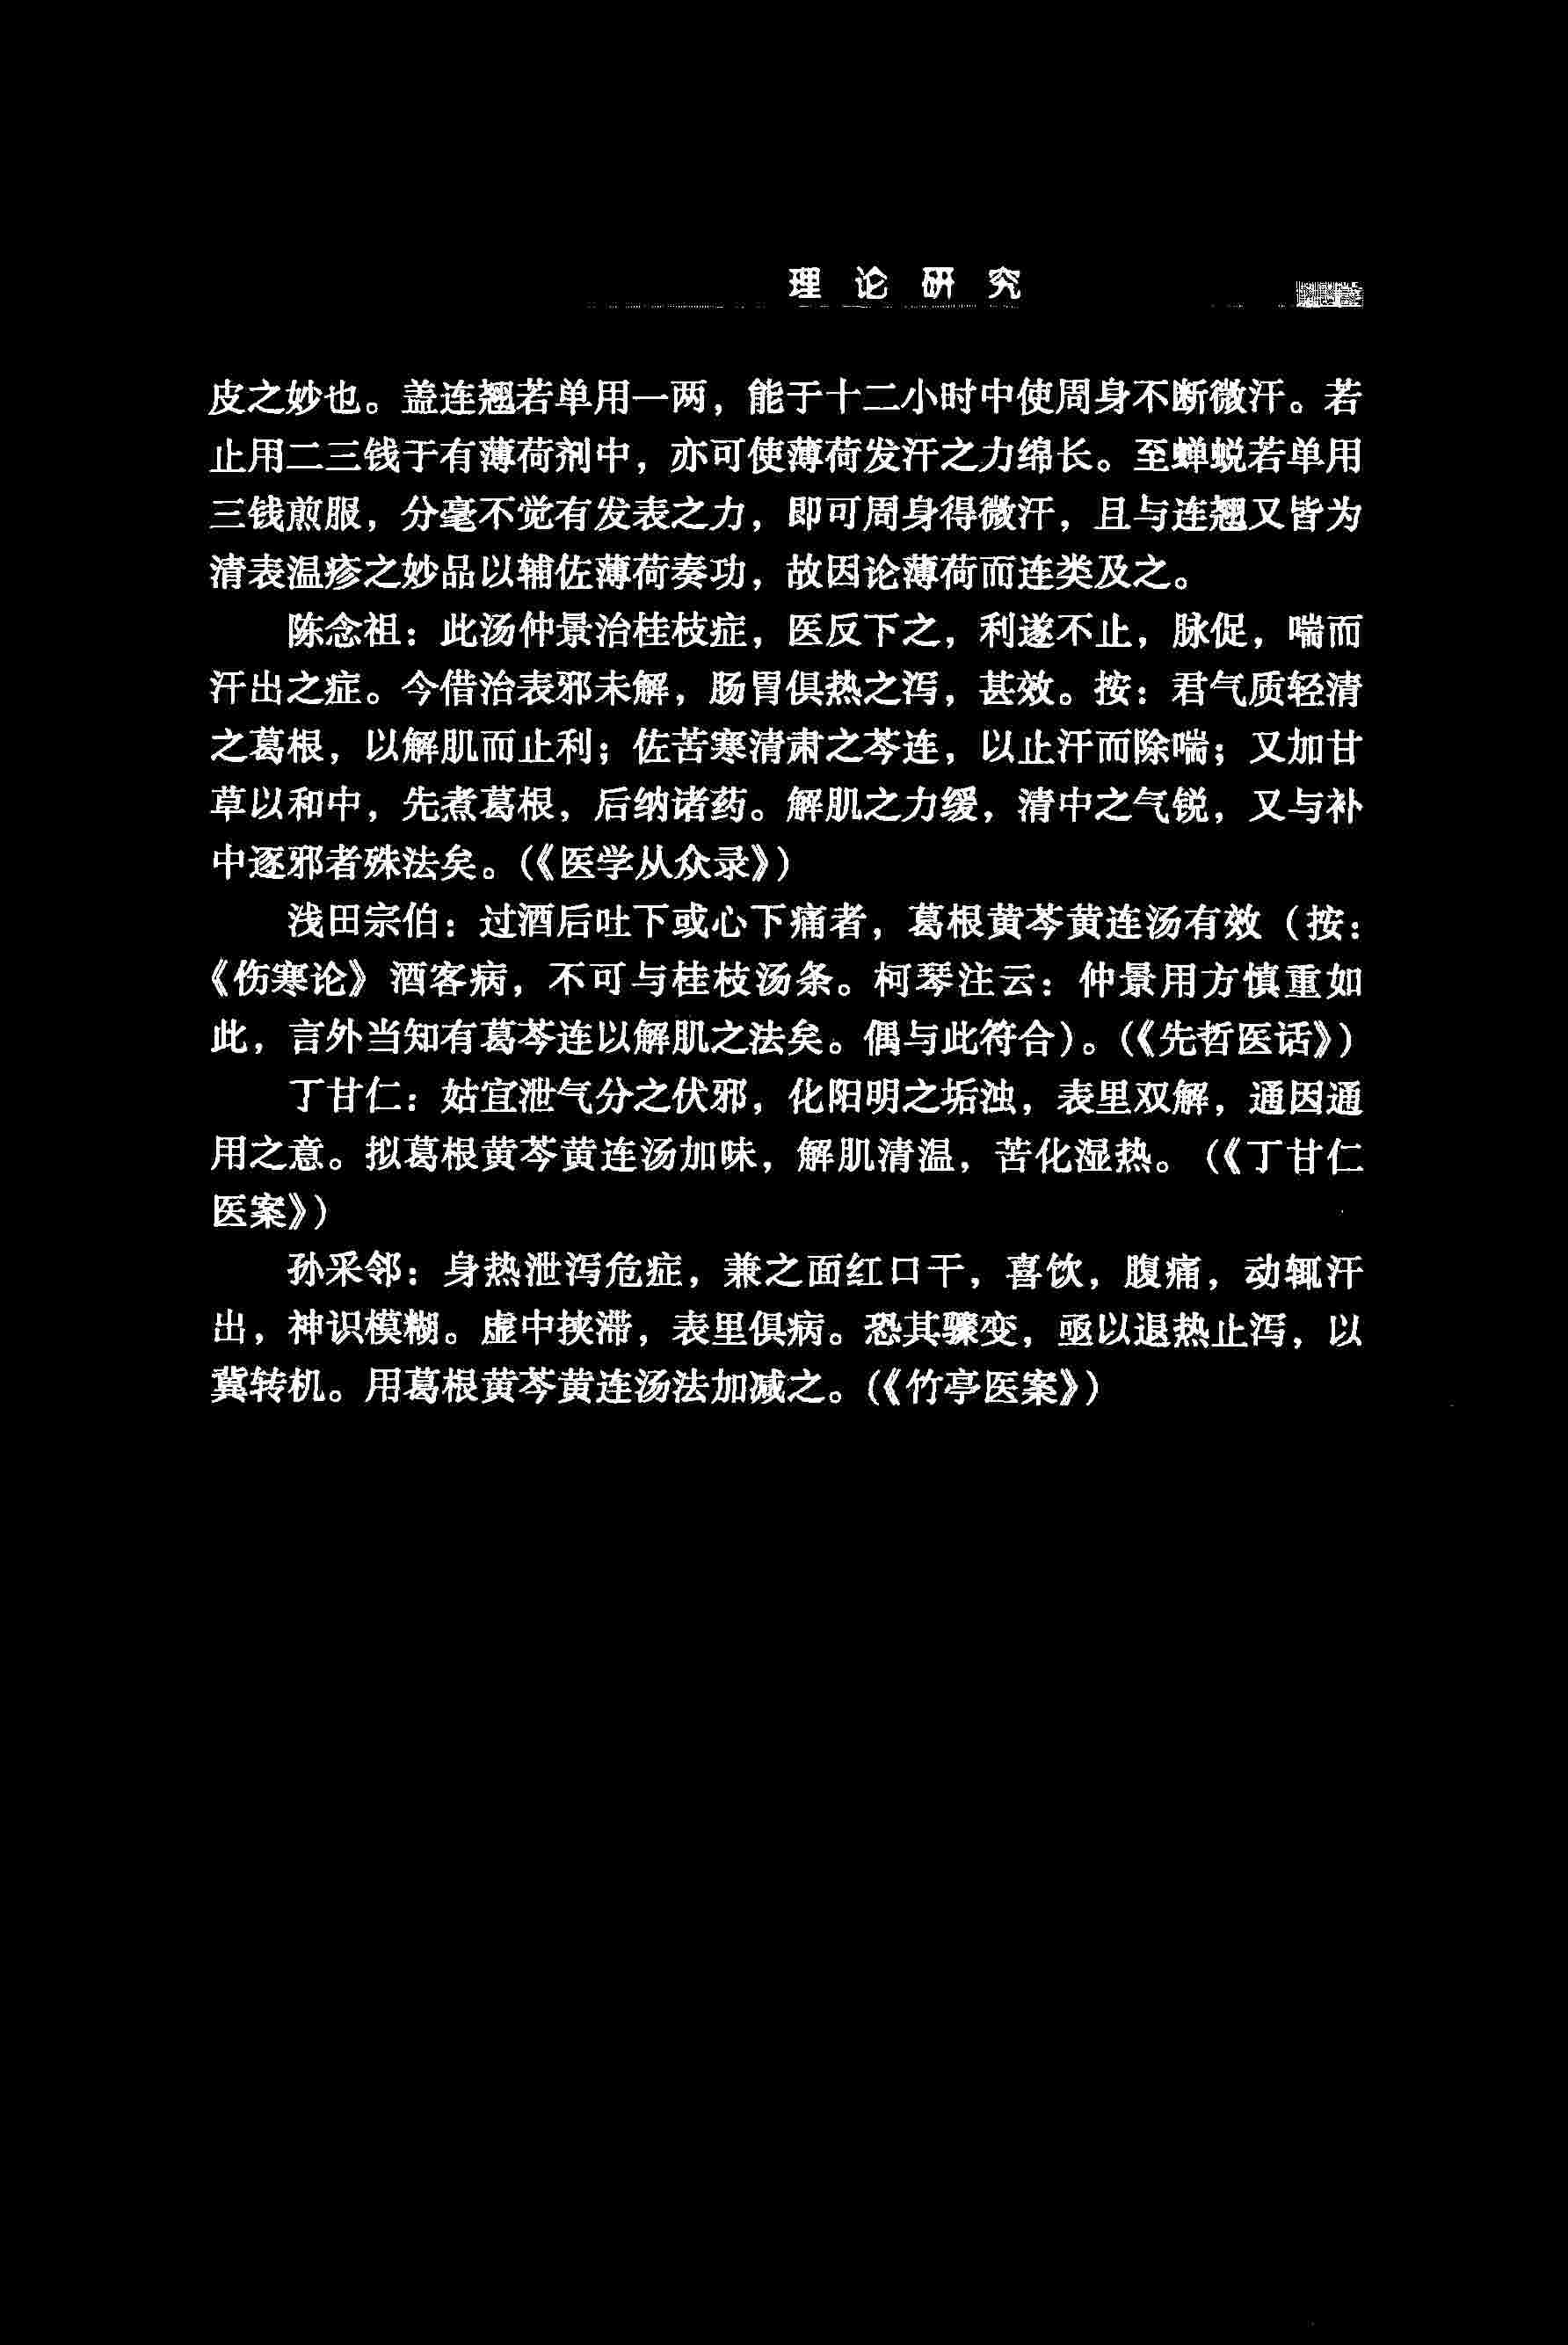 理论研究
皮之妙也。盖连翘若单用一两，能于十二小时中使周身不断微汗。若
止用二三钱于有薄荷剂中，亦可使薄荷发汗之力绵长。至蝉蜕若单用
三钱煎服，分毫不觉有发表之力，即可周身得微汗，且与连翘又皆为
清表温疹之妙品以辅佐薄荷奏功，故因论薄荷而连类及之。
陈念祖：此汤仲景治桂枝症，医反下之，利遂不止，脉促，喘而
汗出之症。今借治表邪未解，肠胃俱热之泻，甚效。按：君气质轻清
之葛根，以解肌而止利；佐苦寒清肃之芩连，以止汗而除喘；又加甘
草以和中，先煮葛根，后纳诸药。解肌之力缓，清中之气锐，又与补
中逐邪者殊法矣。(《医学从众录》)
浅田宗伯：过酒后吐下或心下痛者，葛根黄芩黄连汤有效（按：
《伤寒论》酒客病，不可与桂枝汤条。柯琴注云：仲景用方慎重如
此，言外当知有葛芩连以解肌之法矣。偶与此符合)。(《先哲医话》)
丁甘仁：姑宜泄气分之伏邪，化阳明之垢浊，表里双解，通因通
用之意。拟葛根黄芩黄连汤加味，解肌清温，苦化湿热。(《丁甘仁
医案》)
孙采邻：身热泄泻危症，兼之面红口干，喜饮，腹痛，动辄汗
出，神识模糊。虚中挟滞，表里俱病。恐其骤变，亟以退热止泻，以
冀转机。用葛根黄芩黄连汤法加减之。(《竹亭医案》)